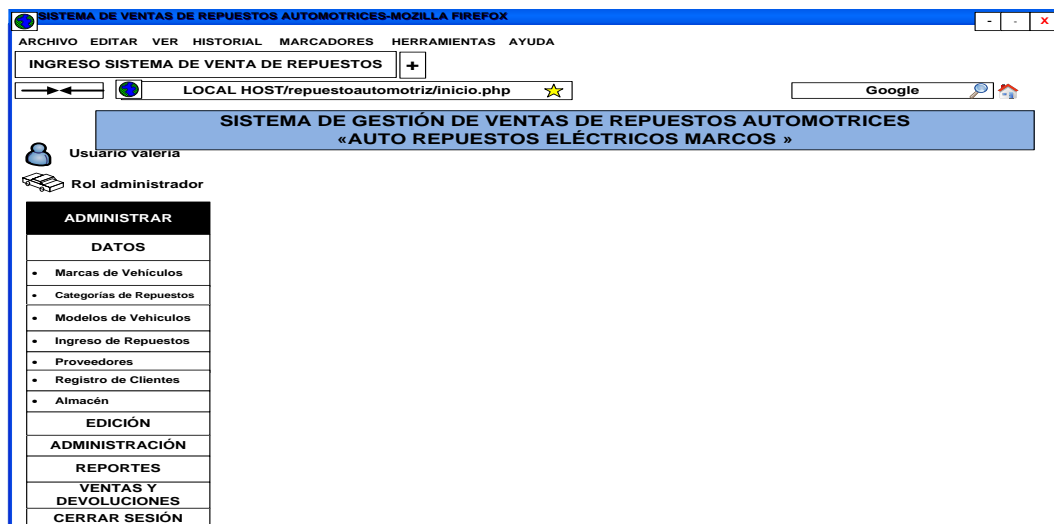 SISTEMA DE VENTAS DE REPUESTOS AUTOMOTRICES-MOZILLA FIREFOX
- - X
ARCHIVO EDITAR VER HISTORIAL MARCADORES HERRAMIENTAS AYUDA
INGRESO SISTEMA DE VENTA DE REPUESTOS +
LOCAL HOST/repuestoautomotriz/inicio.php Google
SISTEMA DE GESTIÓN DE VENTAS DE REPUESTOS AUTOMOTRICES
«AUTO REPUESTOS ELÉCTRICOS MARCOS »
Usuario valeria
Rol administrador
ADMINISTRAR
DATOS
• Marcas de Vehículos
• Categorías de Repuestos
• Modelos de Vehiculos
• Ingreso de Repuestos
• Proveedores
• Registro de Clientes
• Almacén
EDICIÓN
ADMINISTRACIÓN
REPORTES
VENTAS Y
DEVOLUCIONES
CERRAR SESIÓN